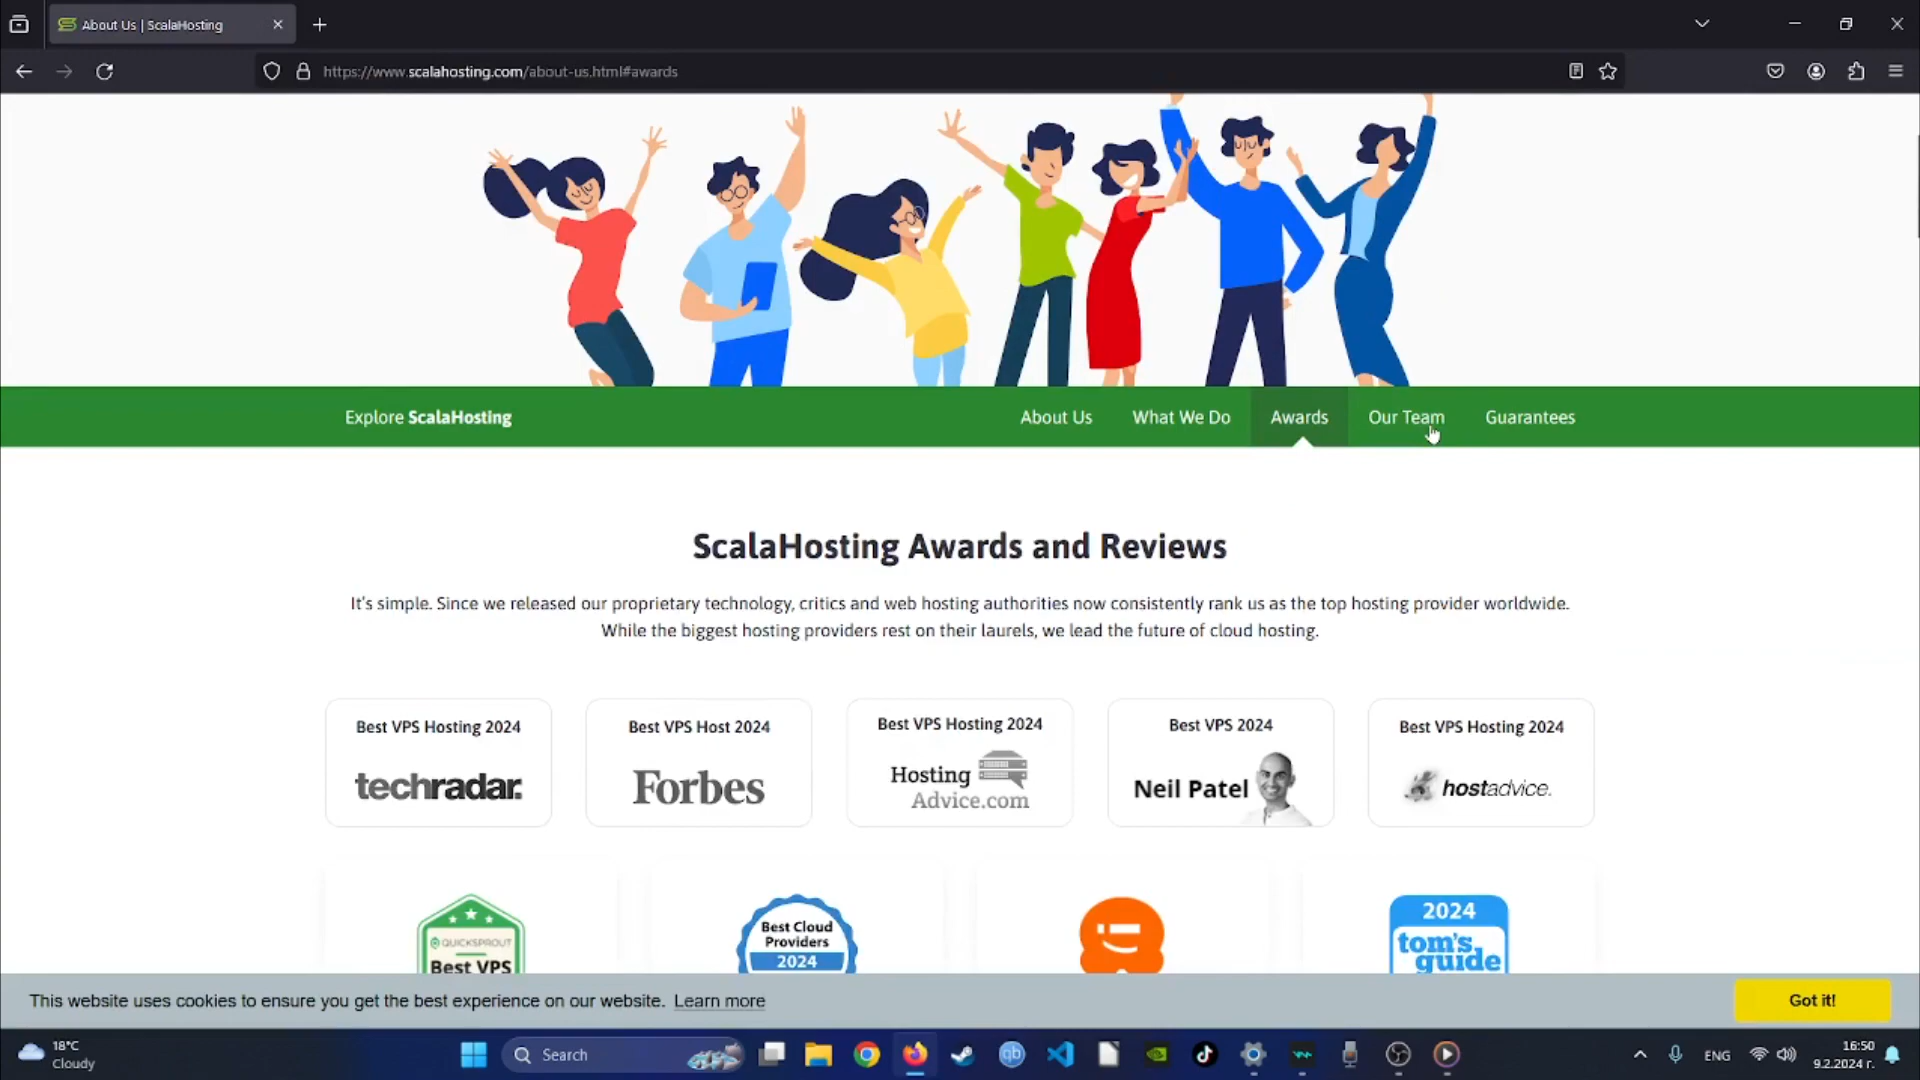 About Us | ScalaHosting
https://www.scalahosting.com/about-us.html#awards
Explore ScalaHosting
About Us
What We Do
Awards
Our Team
Guarantees
ScalaHosting Awards and Reviews
It's simple. Since we released our proprietary technology, critics and web hosting authorities now consistently rank us as the top hosting provider worldwide.
While the biggest hosting providers rest on their laurels, we lead the future of cloud hosting.
Best VPS Hosting 2024
techradar.
Best VPS Host 2024
Forbes
Best VPS Hosting 2024
Hosting
Advice.com
Best VPS 2024
Neil Patel
Best VPS Hosting 2024
hostadvice.
QUICKSPROUT
Best VPS
Best Cloud
Providers
2024
2024
tom's
guide
This website uses cookies to ensure you get the best experience on our website. Learn more
Got it!
18°C
Cloudy
Search
qb
ENG
16:50
9.2.2024 г.